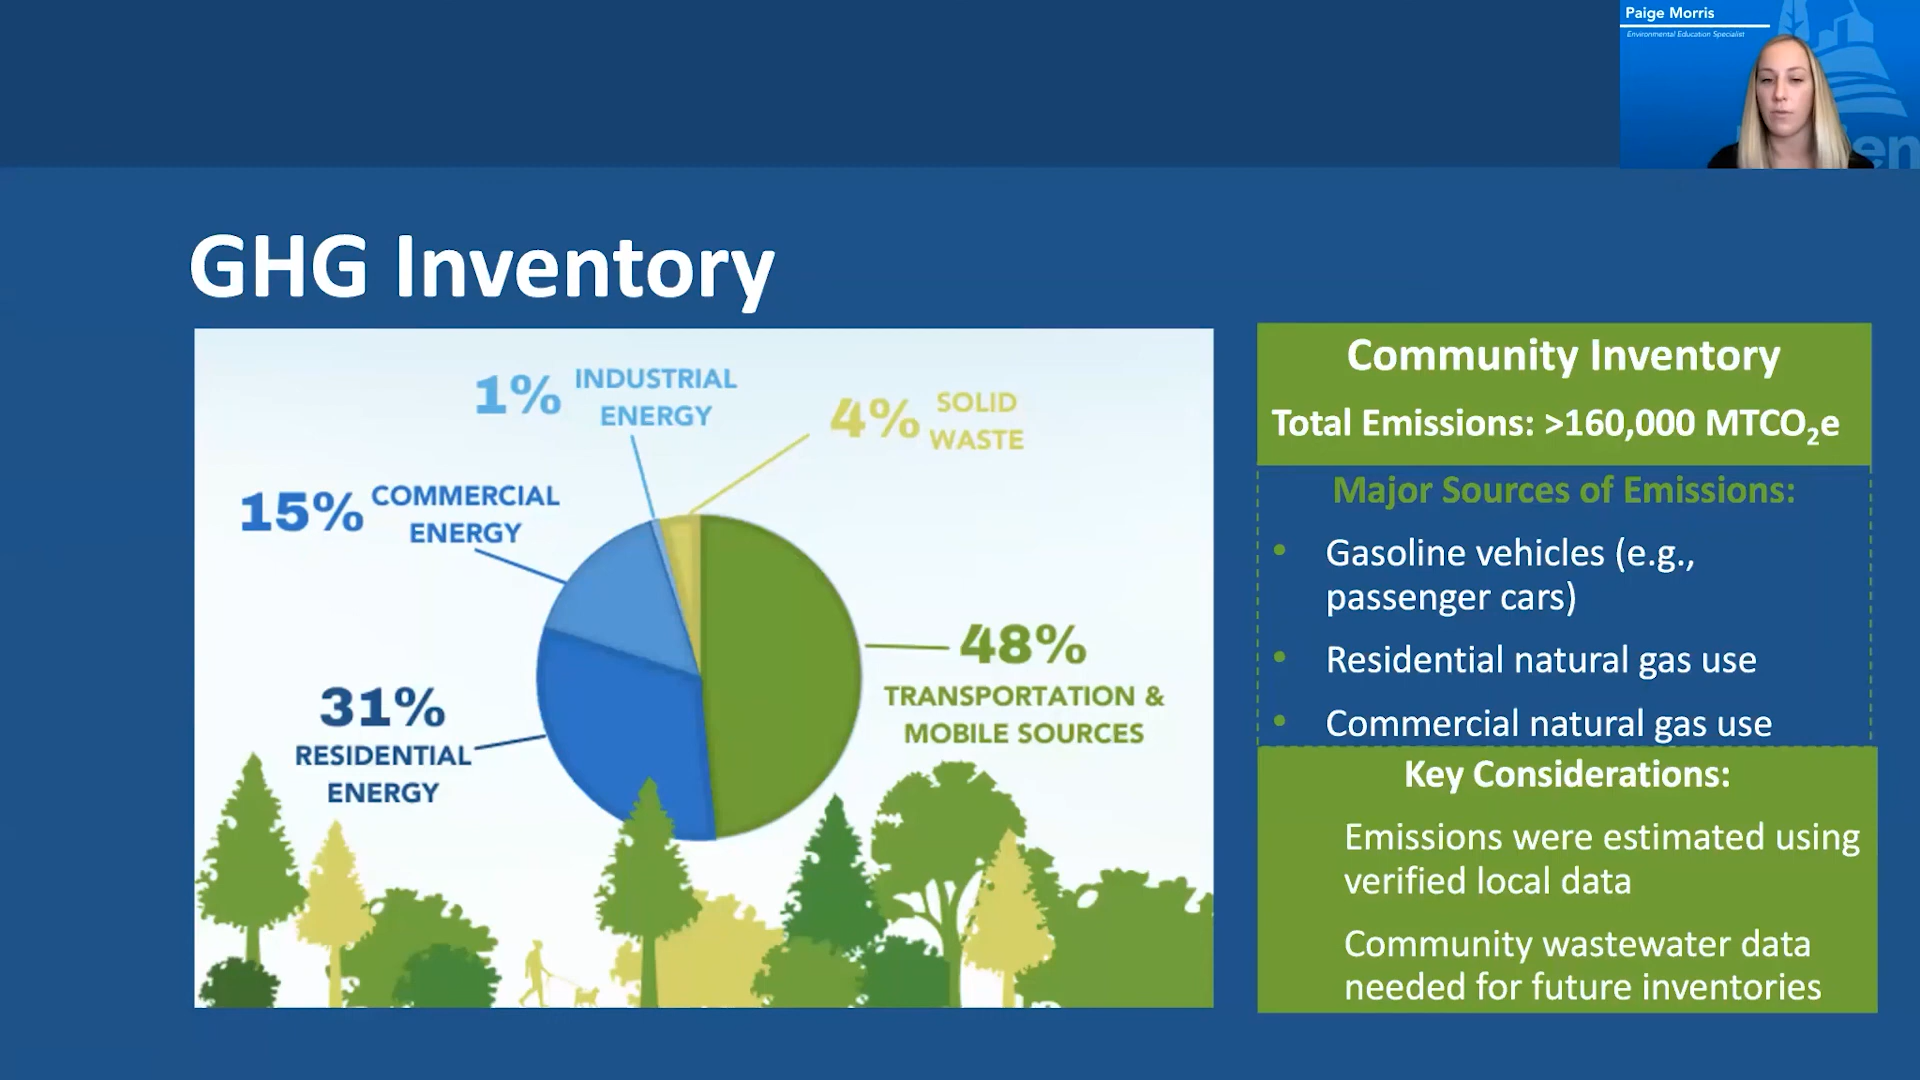 Paige Morris
Environmental Education Specialist
en
GHG Inventory
1% INDUSTRIAL
ENERGY
4% SOLID
WASTE
15% COMMERCIAL
ENERGY
48%
TRANSPORTATION &
MOBILE SOURCES
31%
RESIDENTIAL
ENERGY
Community Inventory
Total Emissions: >160,000 MTCO₂e
Major Sources of Emissions:
• Gasoline vehicles (e.g.,
passenger cars)
• Residential natural gas use
• Commercial natural gas use
Key Considerations:
Emissions were estimated using
verified local data
Community wastewater data
needed for future inventories